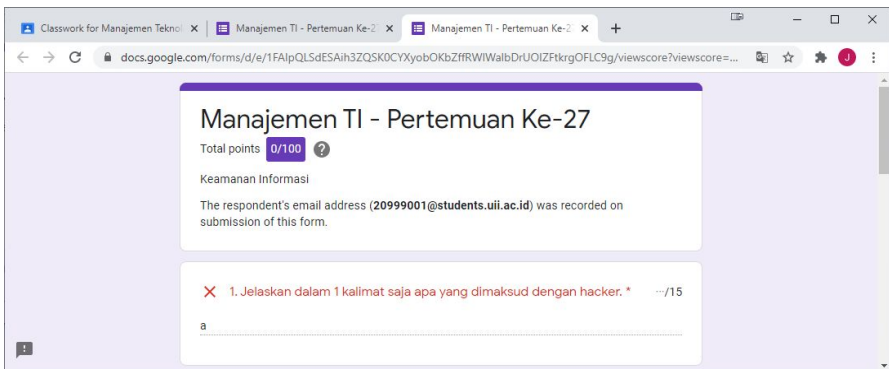 Classwork for Manajemen Teknol
Manajemen TI - Pertemuan Ke-2
Manajemen TI - Pertemuan Ke-2
docs.google.com/forms/d/e/1FAIpQLSdESAih3ZQSK0CYXyobOKbZffRWIWalbDrUOIZFtkrgOFLC9g/viewscore?viewscore=...
J
Manajemen TI - Pertemuan Ke-27
Total points 0/100
Keamanan Informasi
The respondent's email address (20999001@students.uii.ac.id) was recorded on
submission of this form.
1. Jelaskan dalam 1 kalimat saja apa yang dimaksud dengan hacker. * ···/15
a